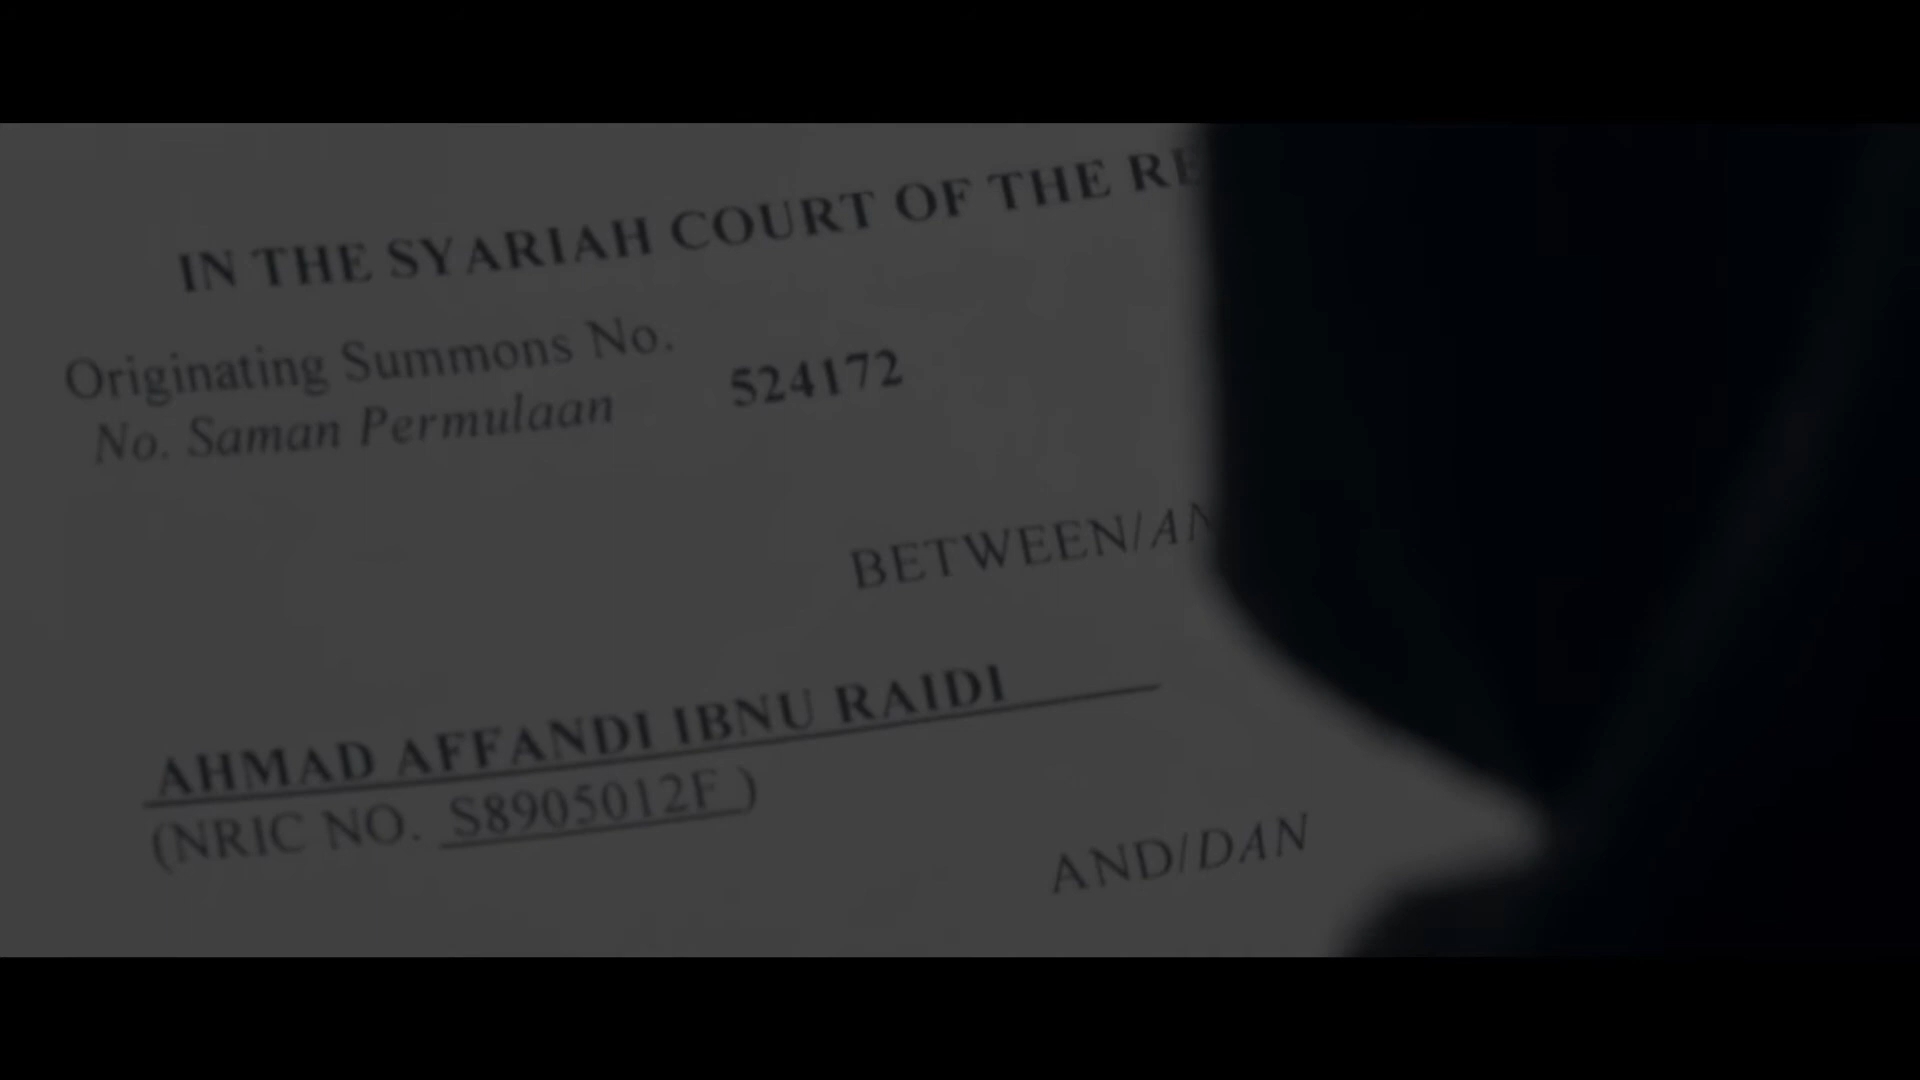 IN THE SYARIAH COURT OF THE RE
Originating Summons No.
No. Saman Permulaan
524172
BETWEEN/AN
AHMAD AFFANDI IBNU RAIDI
(NRIC NO. S8905012F )
AND/DAN